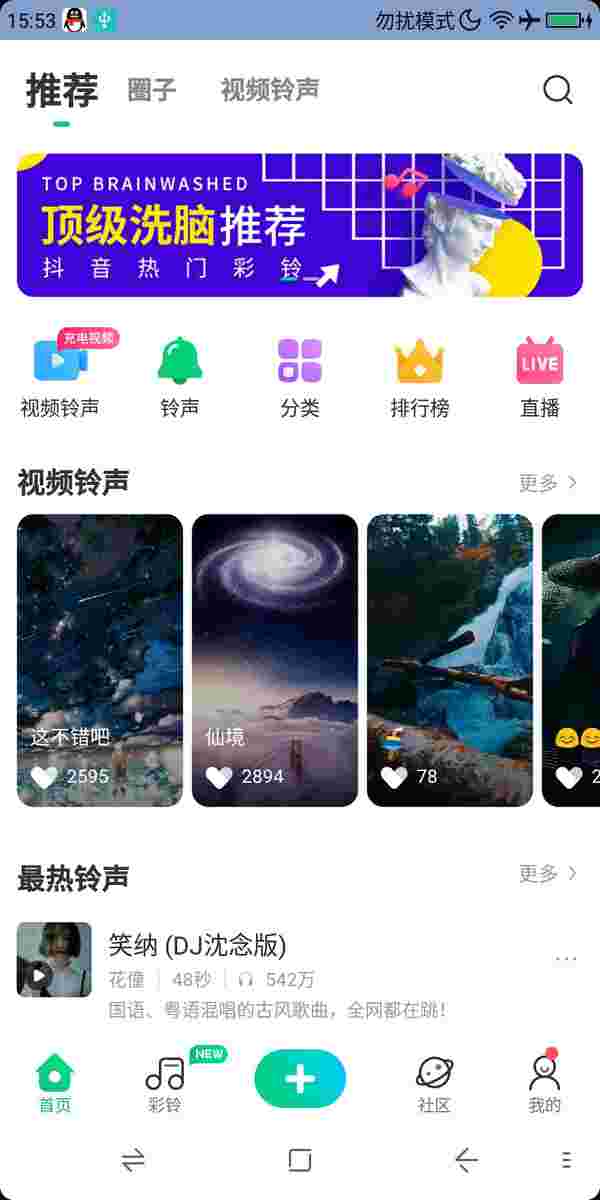 15:53
勿扰模式
推荐 圈子 视频铃声
TOP BRAINWASHED
顶级洗脑推荐
抖音热门彩铃
充电视频
LIVE
视频铃声 铃声 分类 排行榜 直播
视频铃声 更多
这不错吧 仙境
2595 2894 78 2
最热铃声 更多
笑纳 (DJ沈念版)
花僮 48秒 542万
国语、粤语混唱的古风歌曲，全网都在跳!
NEW
首页 彩铃 社区 我的